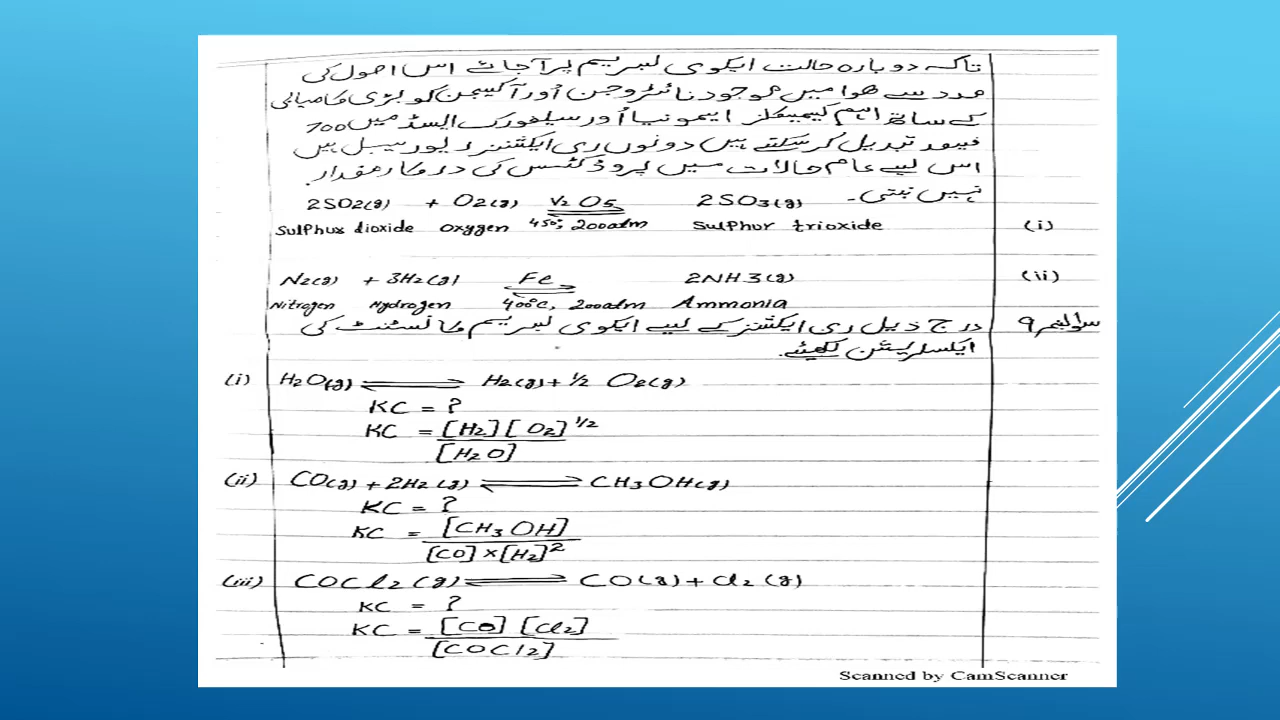 تاکہ دوبارہ حالت ایکوی لبریم پر آجائے اس اصول کی
مدد سے ھوا میں موجود نائٹروجن اور آکسیجن کو بڑی کامیابی
کے ساتھ اہم کیمیکلز ایمونیا اور سلفیورک ایسڈ میں 700
تبدیل کر سکتے ہیں دونوں ری ایکشنز ریورسیبل ہیں
اس لیے عام حالات میں پروڈکٹس کی درکار مقدار
نہیں بنتی۔
2SO2(g) + O2(g) V2 O5 2SO3(g)
Sulphur dioxide oxygen 450°, 200atm Sulphur trioxide (i)
N2(g) + 3H2(g) Fe 2NH3(g) (ii)
Nitrogen Hydrogen 400°C, 200atm Ammonia
سوال نمبر 9 درج ذیل ری ایکشنز کے لیے ایکوی لبریم کانسٹنٹ کی
ایکسپریشن لکھیئے.
(i) H2O(g) ⇌ H2(g) + 1/2 O2(g)
KC = ?
KC = [H2] [O2]^1/2
[H2O]
(ii) CO(g) + 2H2(g) ⇌ CH3OH(g)
KC = ?
KC = [CH3OH]
[CO] × [H2]^2
(iii) COCl2(g) ⇌ CO(g) + Cl2(g)
KC = ?
KC = [CO] [Cl2]
[COCl2]
Scanned by CamScanner